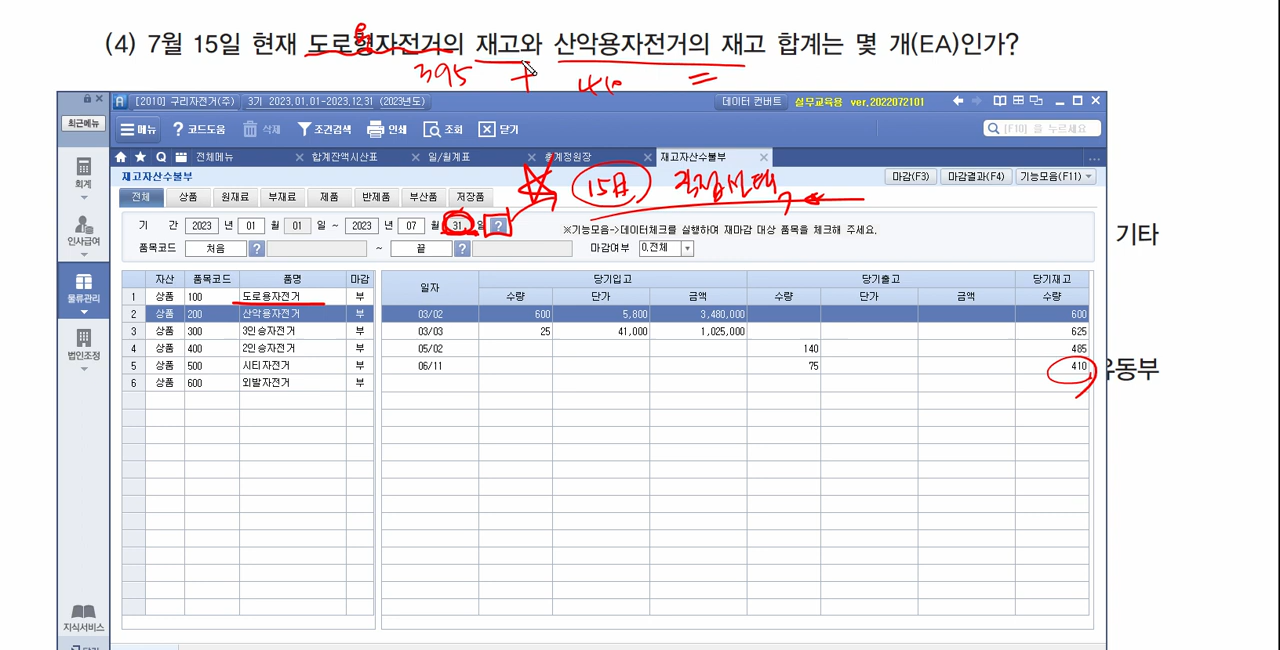 (4) 7월 15일 현재 도로형자전거의 재고와 산악용자전거의 재고 합계는 몇 개(EA)인가?
용
395 + 410 =
[2010] 구리자전거(주) 3기 2023.01.01~2023.12.31 (2023년도) 데이터 컨버트 실무교육용 ver.2022072101
최근메뉴 메뉴 코드도움 삭제 조건검색 인쇄 조회 닫기 [F10] 을 누르세요
전체메뉴 합계잔액시산표 일/월계표 총계정원장 재고자산수불부
재고자산수불부 마감(F3) 마감결과(F4) 기능모음(F11)
전체 상품 원재료 부재료 제품 반제품 부산품 저장품
15日
기 간 2023 년 01 월 01 일 ~ 2023 년 07 월 31 일 ?
※기능모음->데이터체크를 실행하여 재마감 대상 품목을 체크해 주세요.
품목코드 처음 ? ~ 끝 ? 마감여부 0.전체
자산 품목코드 품명 마감 일자 당기입고 당기출고 당기재고
수량 단가 금액 수량 단가 금액 수량
1 상품 100 도로용자전거 부
2 상품 200 산악용자전거 부 03/02 600 5,800 3,480,000 600
3 상품 300 3인승자전거 부 03/03 25 41,000 1,025,000 625
4 상품 400 2인승자전거 부 05/02 140 485
5 상품 500 시티자전거 부 06/11 75 410
6 상품 600 외발자전거 부
회계
인사급여
물류관리
법인조정
지식서비스
기타
유동부